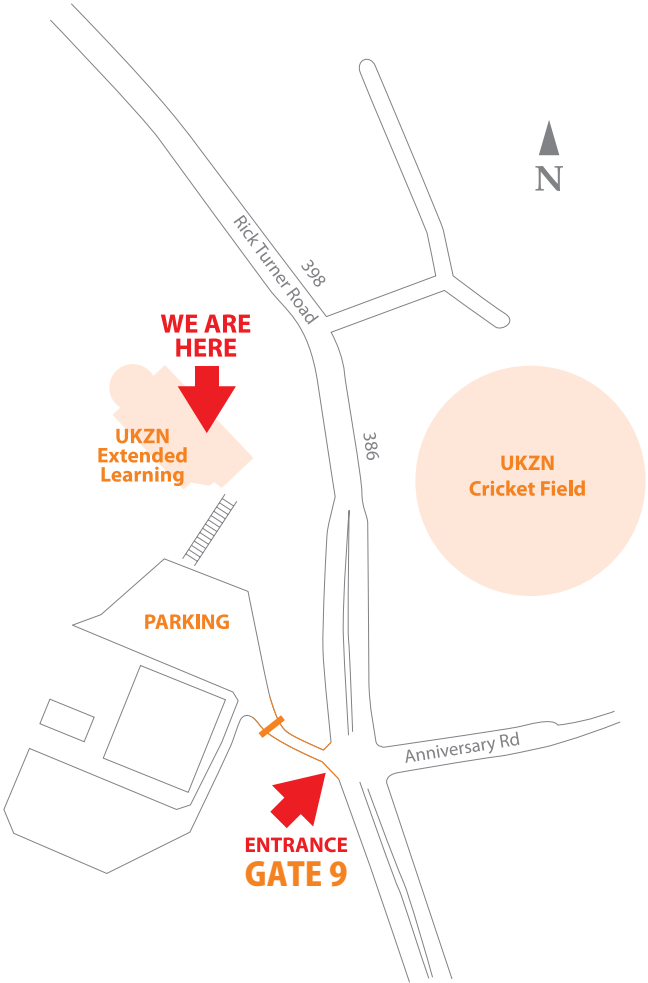 N
Rick Turner Road
398
WE ARE
HERE
386
UKZN
Extended
Learning
UKZN
Cricket Field
PARKING
Anniversary Rd
ENTRANCE
GATE 9